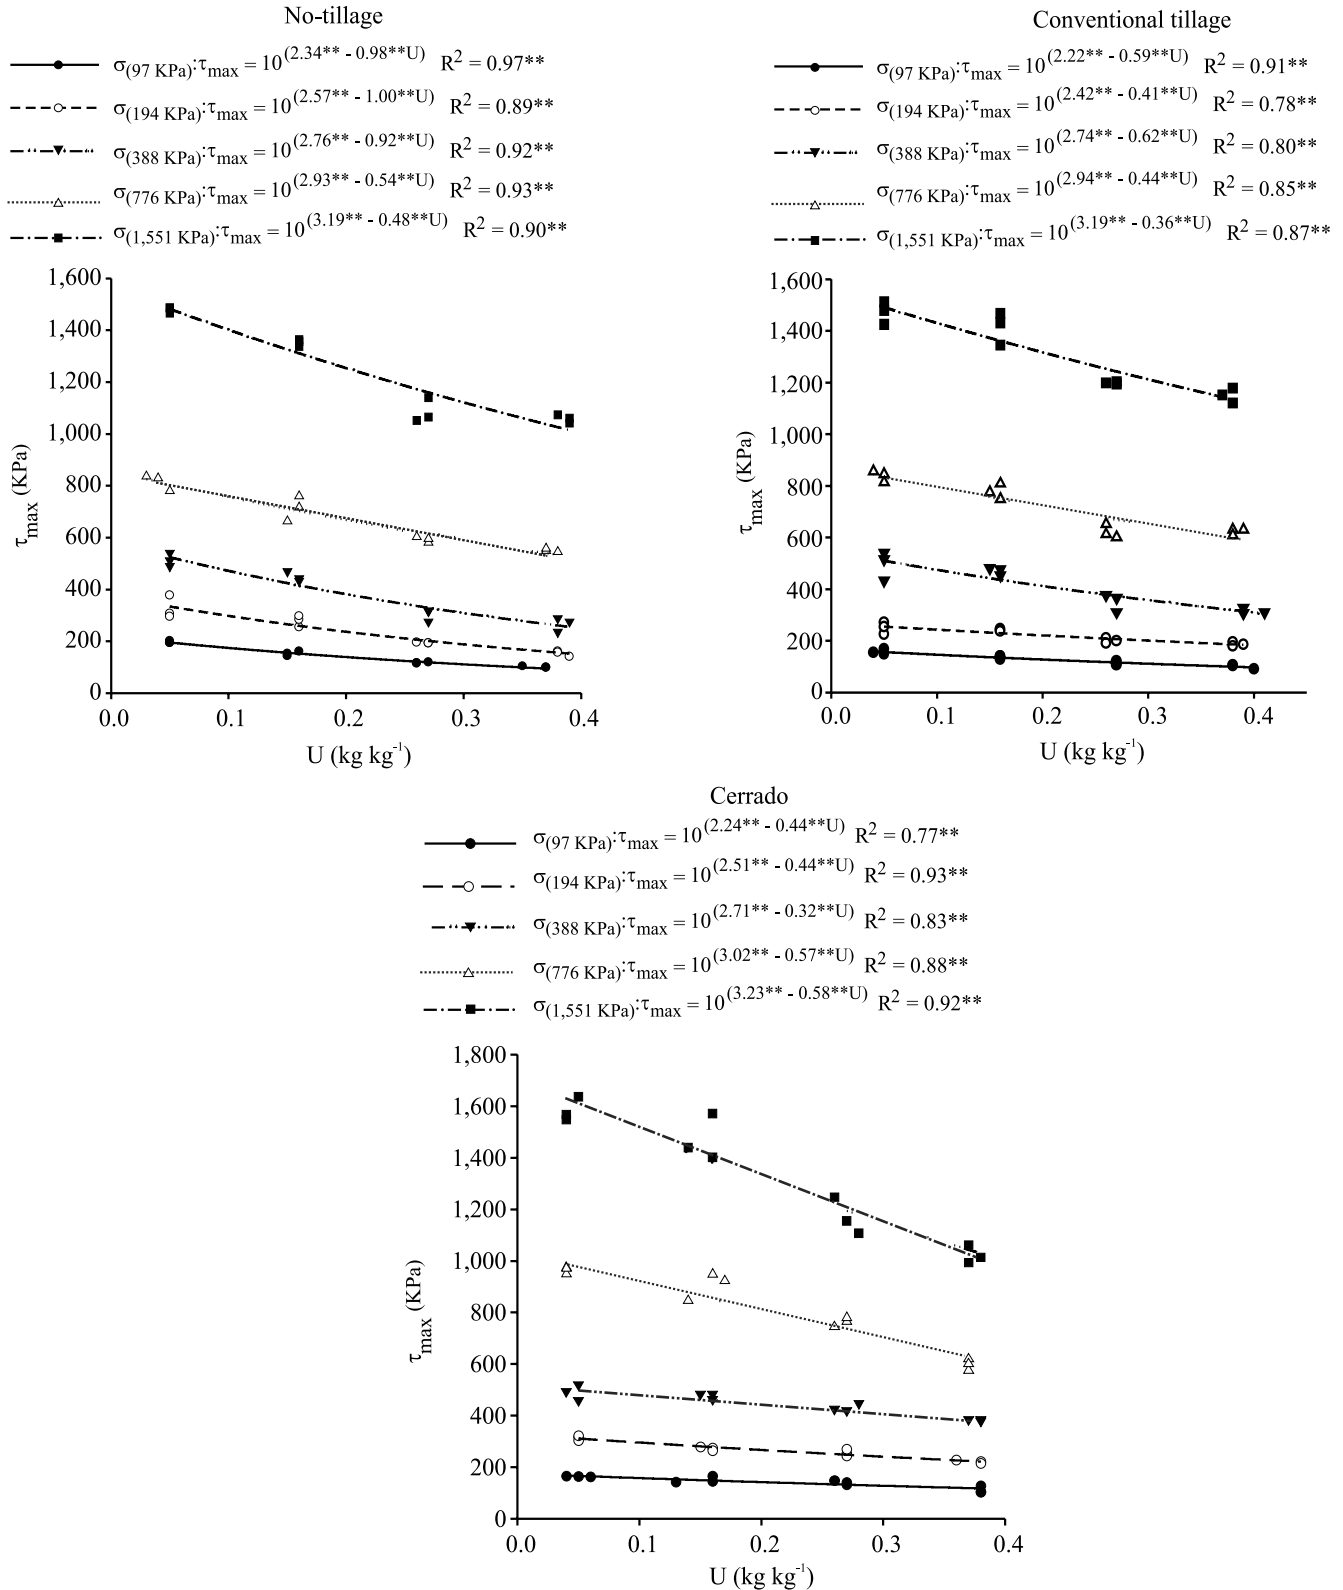 No-tillage
σ(97 KPa):τmax = 10^(2.34** - 0.98**U) R² = 0.97**
σ(194 KPa):τmax = 10^(2.57** - 1.00**U) R² = 0.89**
σ(388 KPa):τmax = 10^(2.76** - 0.92**U) R² = 0.92**
σ(776 KPa):τmax = 10^(2.93** - 0.54**U) R² = 0.93**
σ(1,551 KPa):τmax = 10^(3.19** - 0.48**U) R² = 0.90**
1,600
1,400
1,200
1,000
800
600
400
200
0
τmax (KPa)
0.0 0.1 0.2 0.3 0.4
U (kg kg⁻¹)
Conventional tillage
σ(97 KPa):τmax = 10^(2.22** - 0.59**U) R² = 0.91**
σ(194 KPa):τmax = 10^(2.42** - 0.41**U) R² = 0.78**
σ(388 KPa):τmax = 10^(2.74** - 0.62**U) R² = 0.80**
σ(776 KPa):τmax = 10^(2.94** - 0.44**U) R² = 0.85**
σ(1,551 KPa):τmax = 10^(3.19** - 0.36**U) R² = 0.87**
1,600
1,400
1,200
1,000
800
600
400
200
0
τmax (KPa)
0.0 0.1 0.2 0.3 0.4
U (kg kg⁻¹)
Cerrado
σ(97 KPa):τmax = 10^(2.24** - 0.44**U) R² = 0.77**
σ(194 KPa):τmax = 10^(2.51** - 0.44**U) R² = 0.93**
σ(388 KPa):τmax = 10^(2.71** - 0.32**U) R² = 0.83**
σ(776 KPa):τmax = 10^(3.02** - 0.57**U) R² = 0.88**
σ(1,551 KPa):τmax = 10^(3.23** - 0.58**U) R² = 0.92**
1,800
1,600
1,400
1,200
1,000
800
600
400
200
0
τmax (KPa)
0.0 0.1 0.2 0.3 0.4
U (kg kg⁻¹)